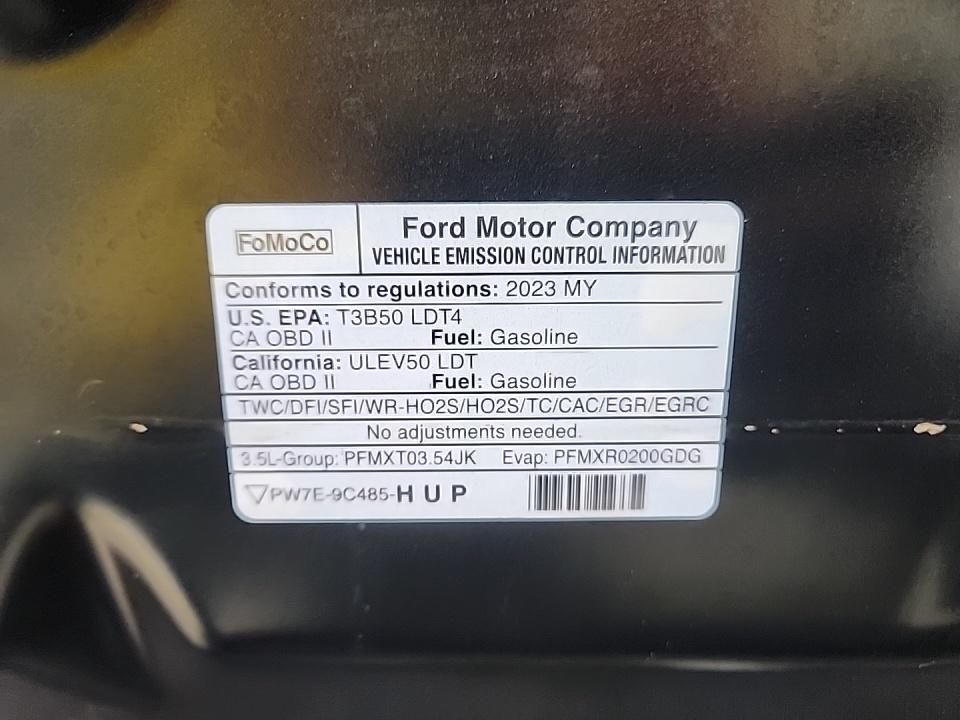 FoMoCo
Ford Motor Company
VEHICLE EMISSION CONTROL INFORMATION
Conforms to regulations: 2023 MY
U.S. EPA: T3B50 LDT4
CA OBD II Fuel: Gasoline
California: ULEV50 LDT
CA OBD II Fuel: Gasoline
TWC/DFI/SFI/WR-HO2S/HO2S/TC/CAC/EGR/EGRC
No adjustments needed.
3.5L-Group: PFMXT03.54JK Evap: PFMXR0200GDG
PW7E-9C485-HUP